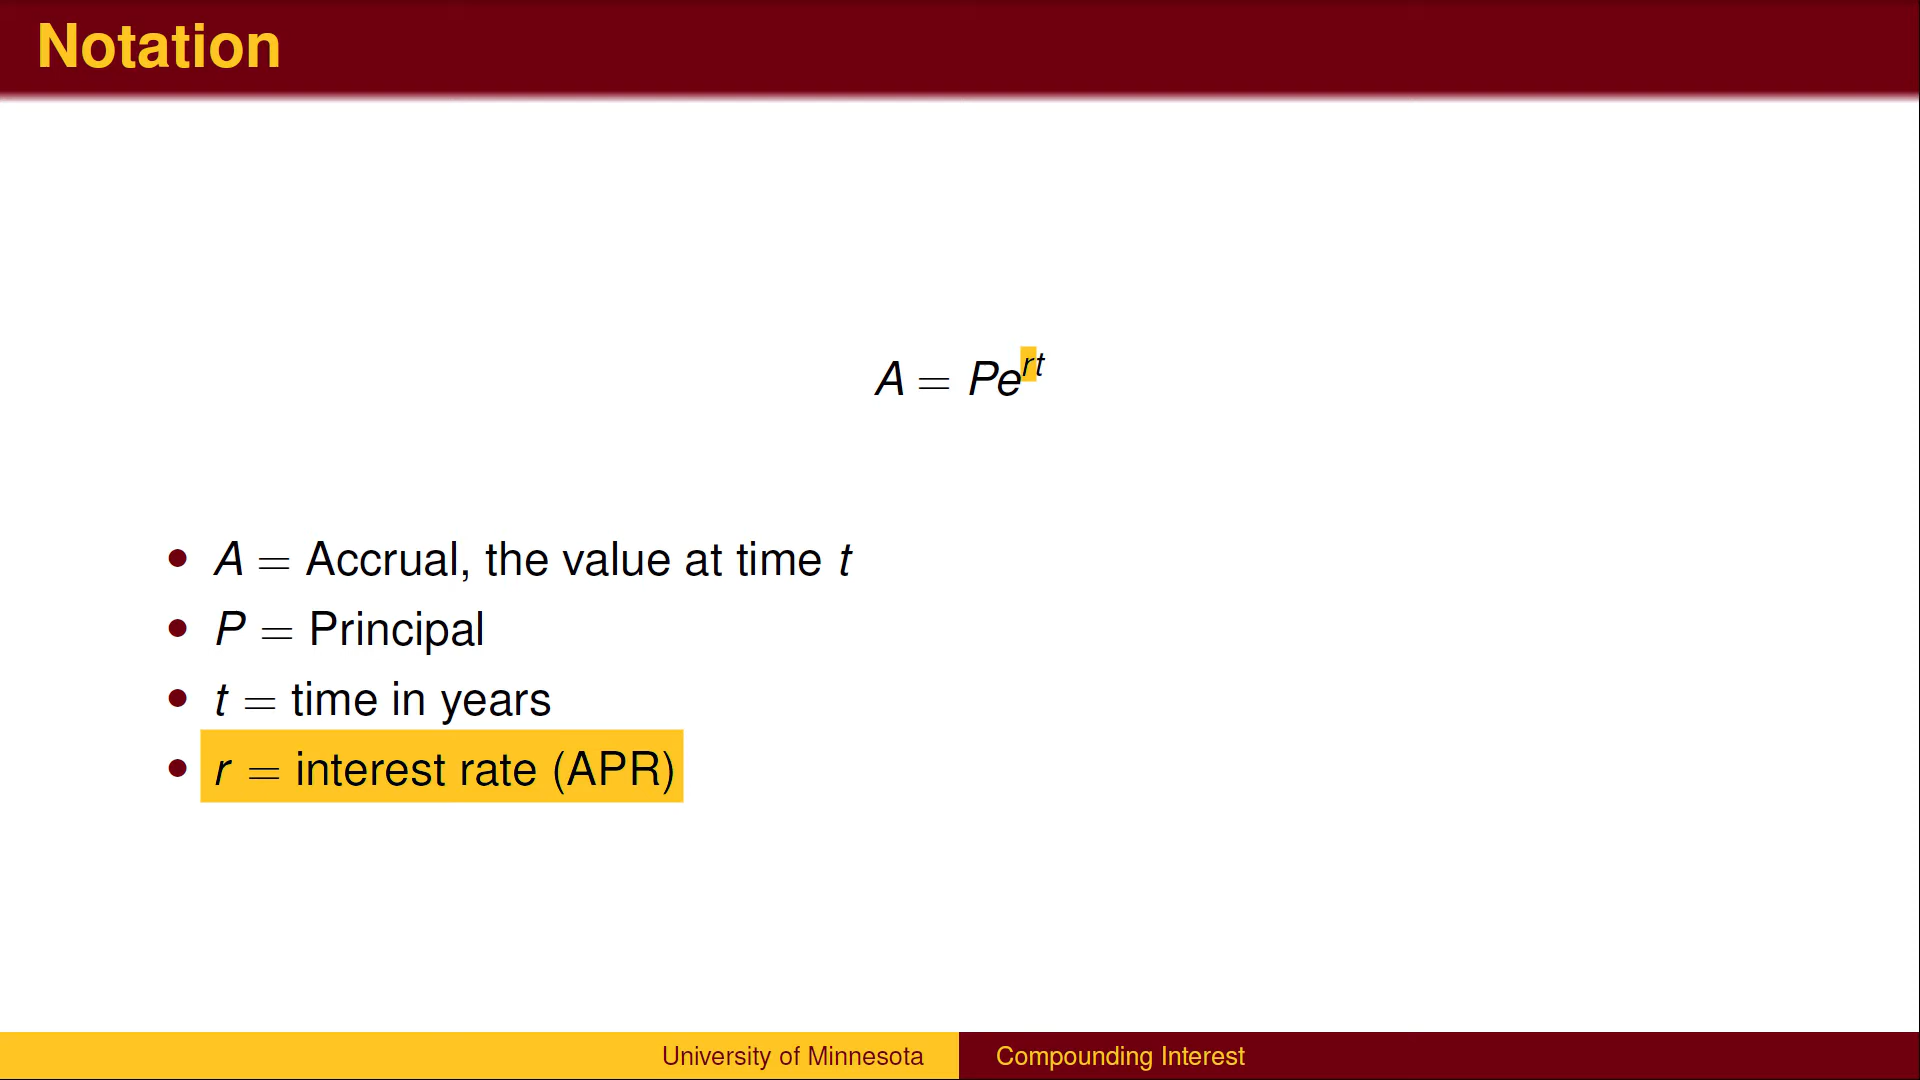 Notation
A = Pe^{rt}
• A = Accrual, the value at time t
• P = Principal
• t = time in years
• r = interest rate (APR)
University of Minnesota
Compounding Interest